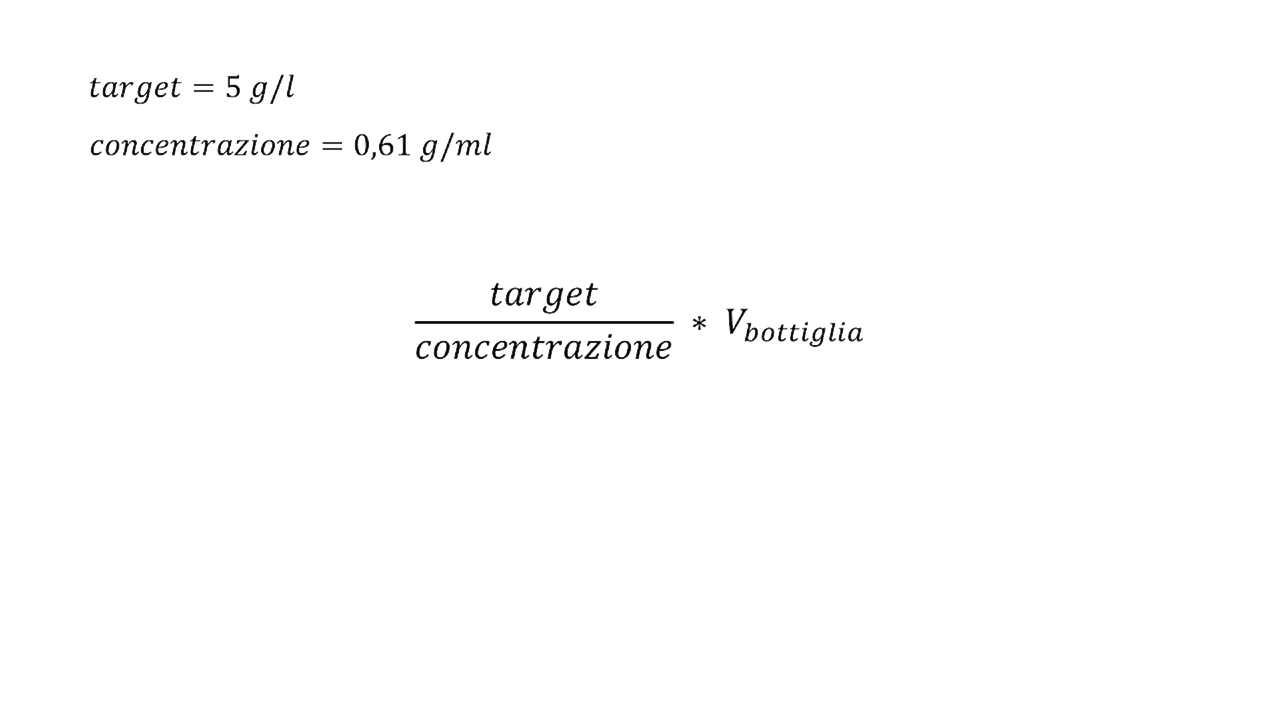 target = 5 g/l
concentrazione = 0,61 g/ml
target
concentrazione
* V_bottiglia